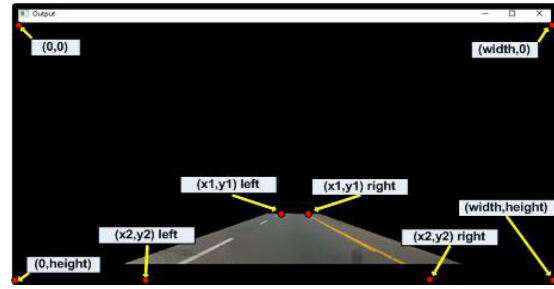 Output
(0,0)
(width,0)
(x1,y1) left
(x1,y1) right
(width,height)
(x2,y2) left
(x2,y2) right
(0,height)